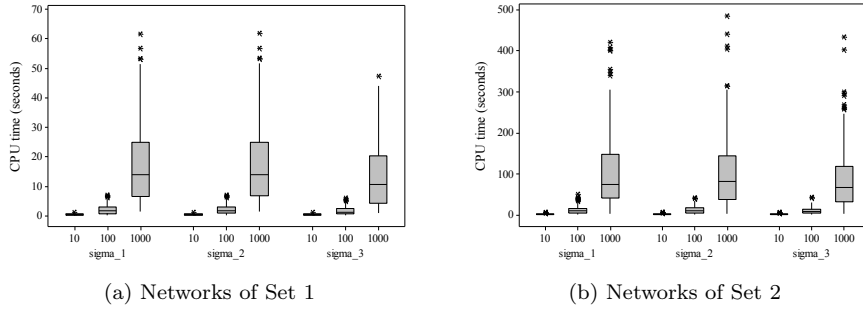 CPU time (seconds)
70
60
50
40
30
20
10
0
10 100 1000 10 100 1000 10 100 1000
sigma_1 sigma_2 sigma_3
(a) Networks of Set 1
CPU time (seconds)
500
400
300
200
100
0
10 100 1000 10 100 1000 10 100 1000
sigma_1 sigma_2 sigma_3
(b) Networks of Set 2